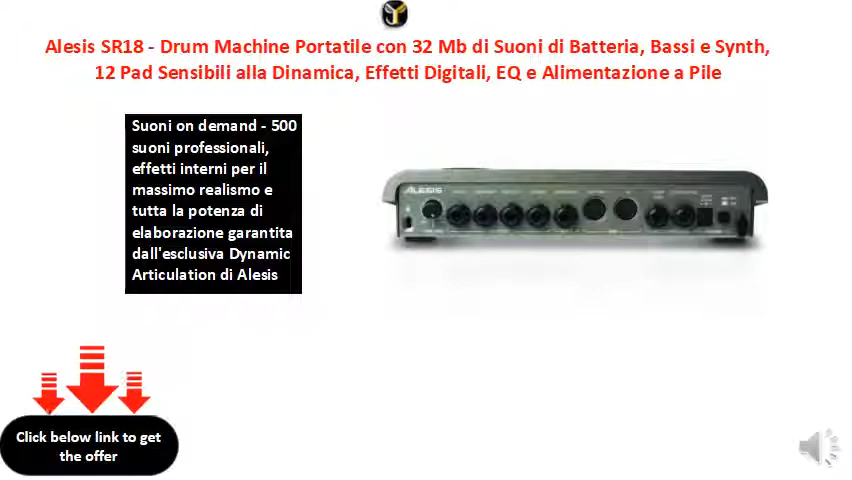 Alesis SR18 - Drum Machine Portatile con 32 Mb di Suoni di Batteria, Bassi e Synth,
12 Pad Sensibili alla Dinamica, Effetti Digitali, EQ e Alimentazione a Pile
Suoni on demand - 500
suoni professionali,
effetti interni per il
massimo realismo e
tutta la potenza di
elaborazione garantita
dall'esclusiva Dynamic
Articulation di Alesis
ALESIS
Click below link to get
the offer